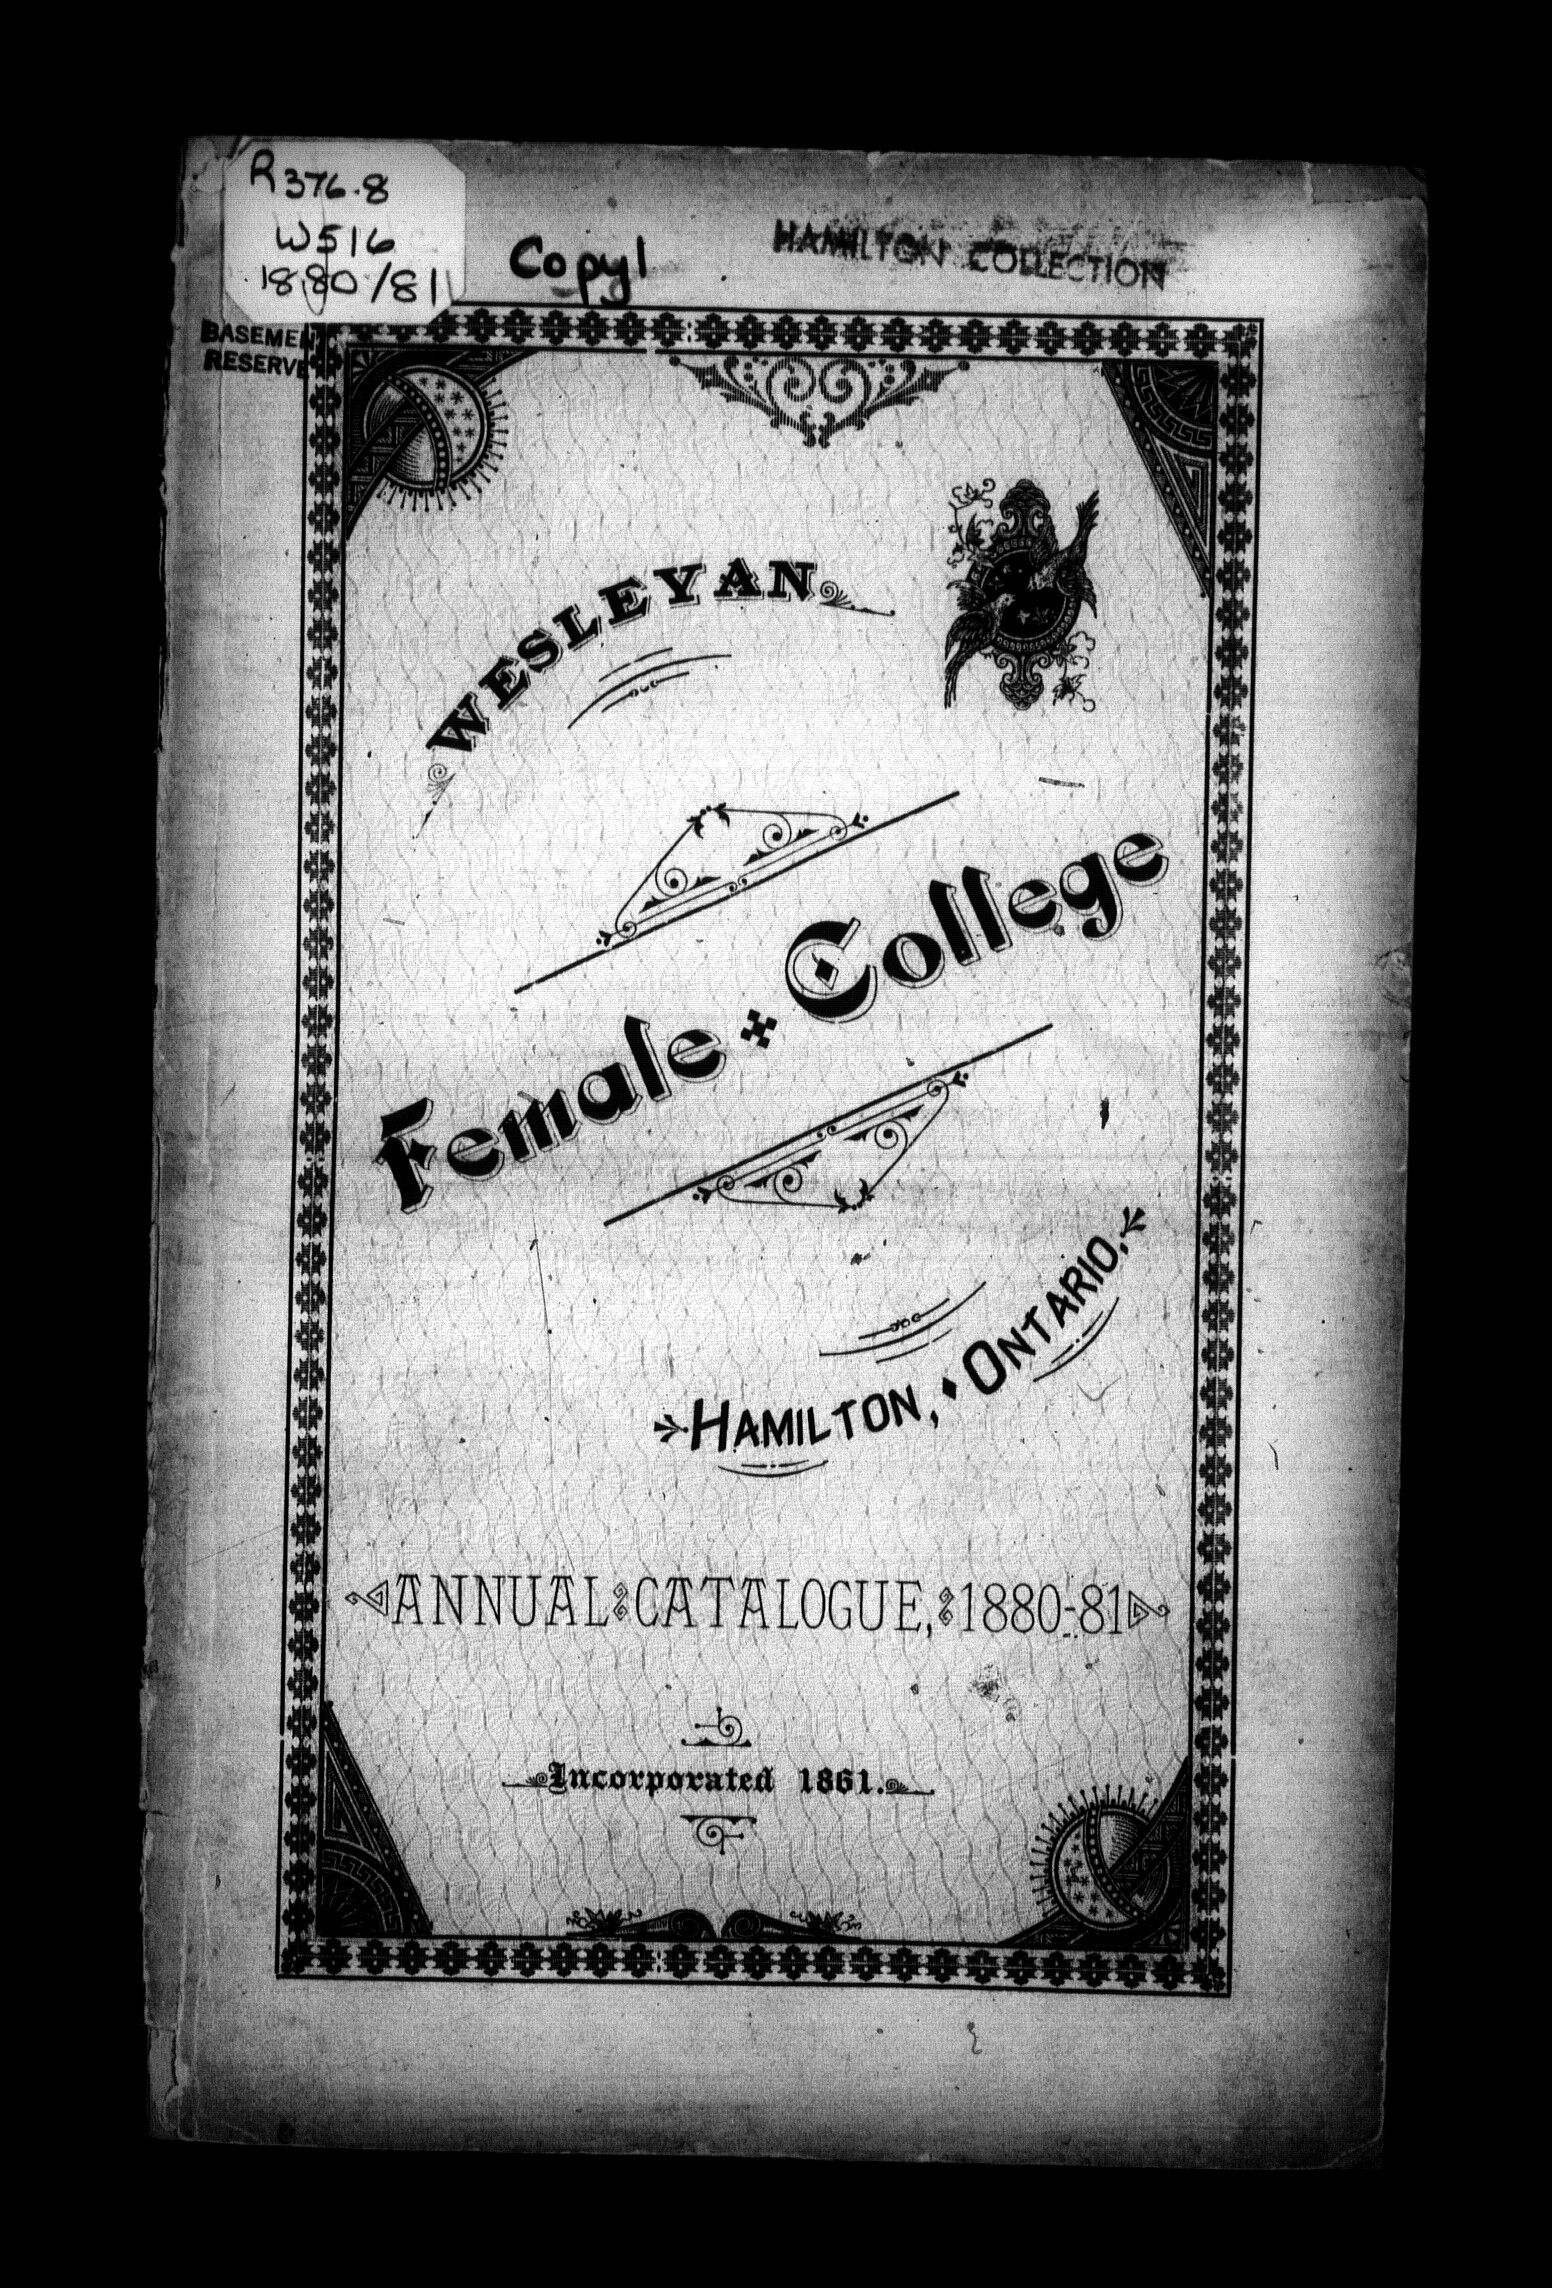 R376.8
W516
1880/81
Copy1
HAMILTON COLLECTION
BASEMENT
RESERVE
WESLEYAN
Female College
HAMILTON, ONTARIO,
ANNUAL CATALOGUE, 1880-81
Incorporated 1861.